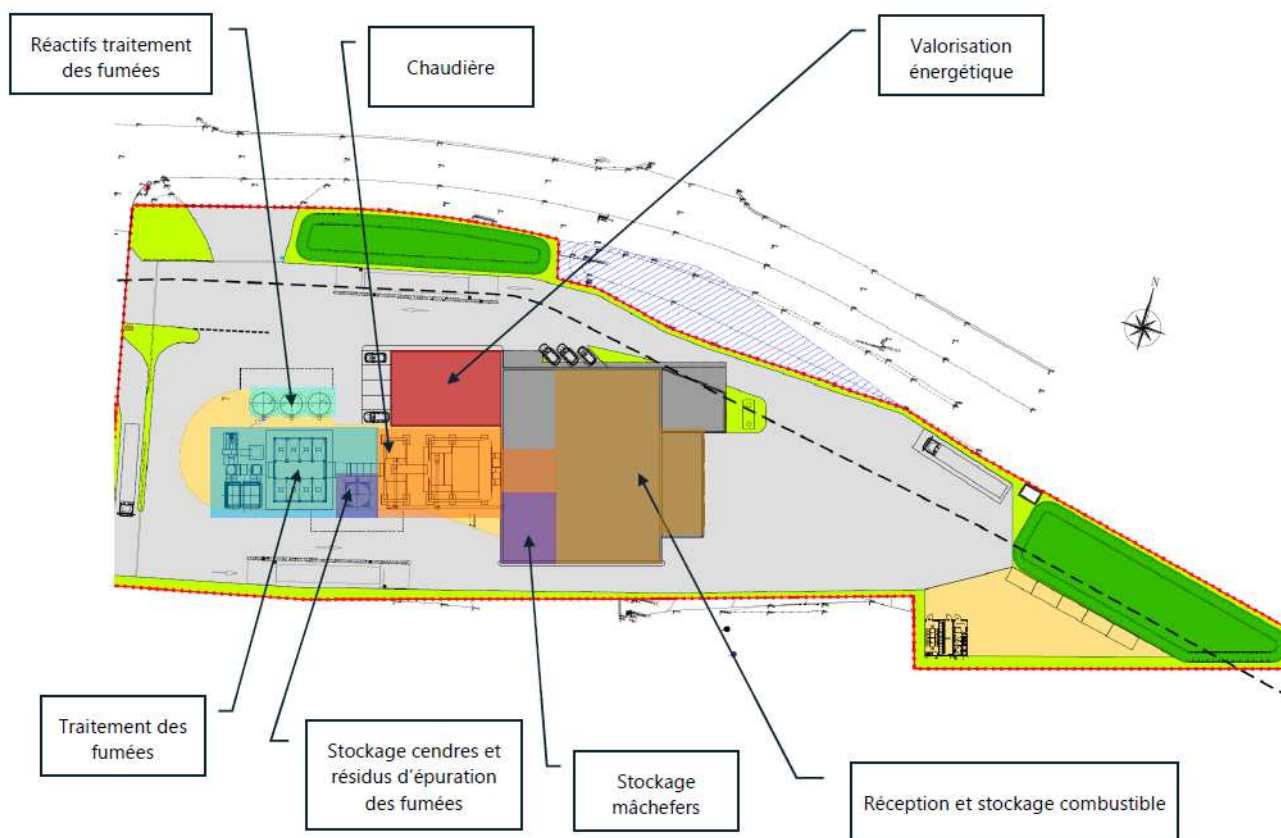 Réactifs traitement
des fumées
Chaudière
Valorisation
énergétique
N
Traitement des
fumées
Stockage cendres et
résidus d'épuration
des fumées
Stockage
mâchefers
Réception et stockage combustible